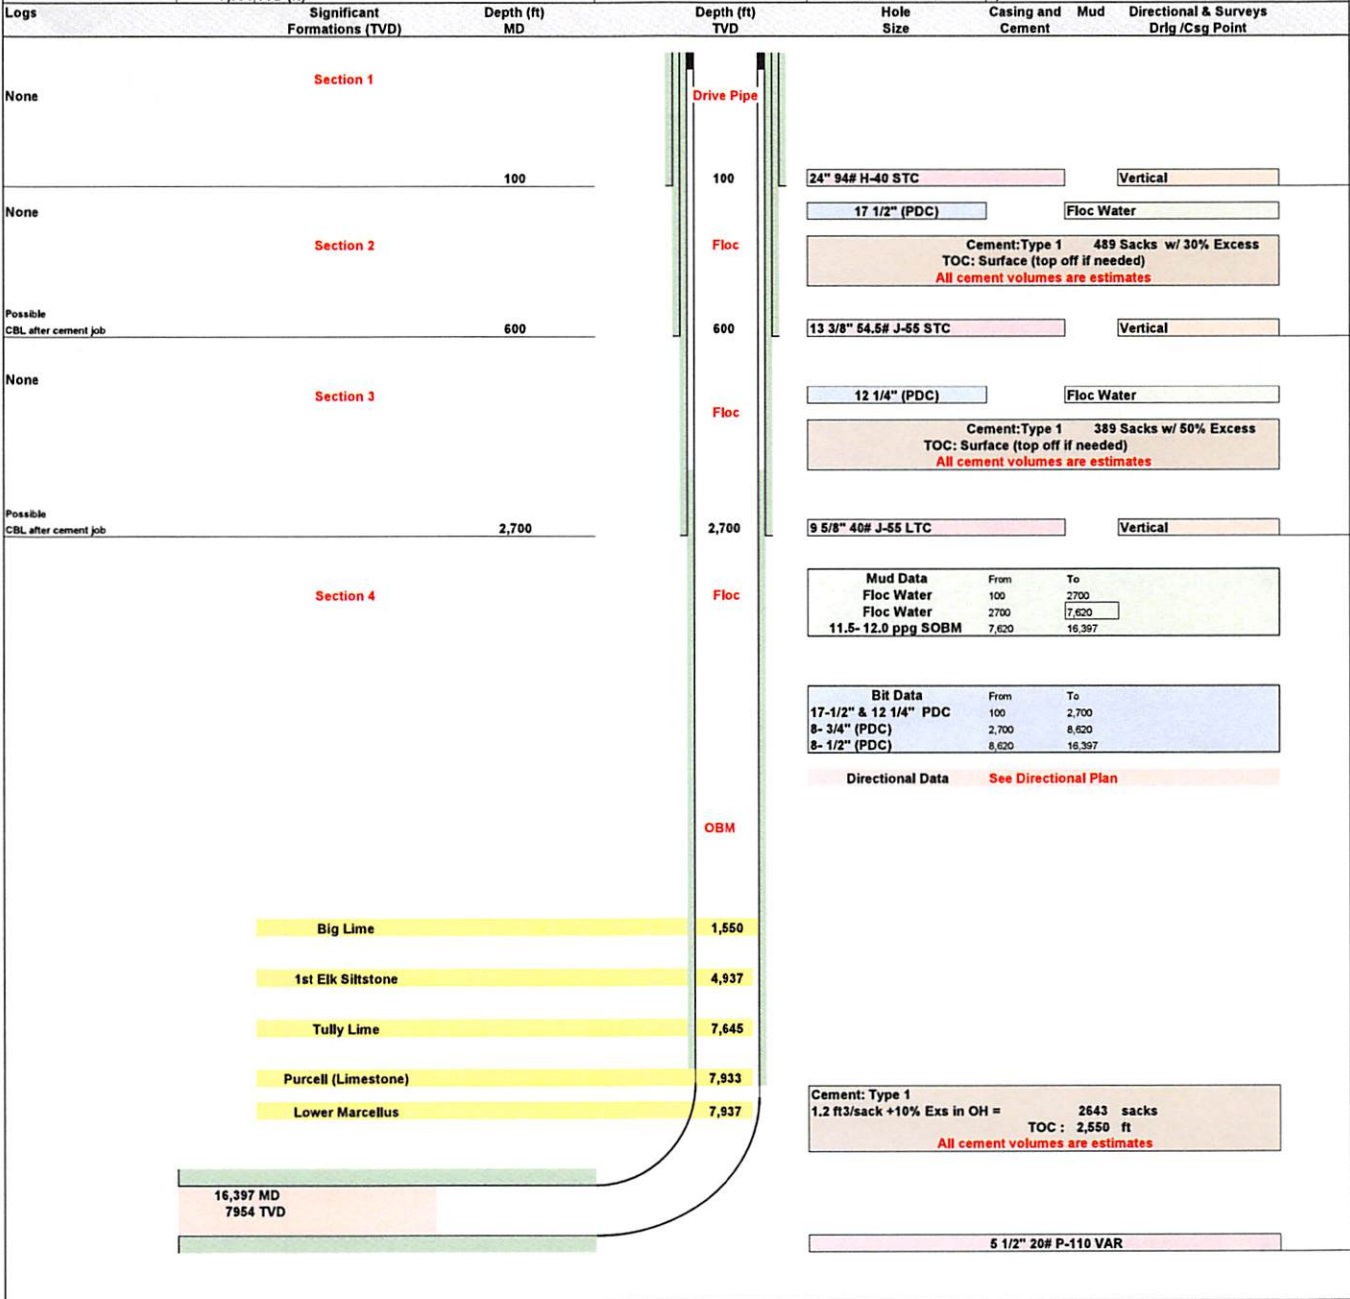 Logs Significant Depth (ft) Depth (ft) Hole Casing and Mud Directional & Surveys
Formations (TVD) MD TVD Size Cement Drlg /Csg Point
Section 1
None Drive Pipe
100 100 24" 94# H-40 STC Vertical
None 17 1/2" (PDC) Floc Water
Section 2 Floc Cement:Type 1 489 Sacks w/ 30% Excess
TOC: Surface (top off if needed)
All cement volumes are estimates
Possible
CBL after cement job 600 600 13 3/8" 54.5# J-55 STC Vertical
None
Section 3 12 1/4" (PDC) Floc Water
Floc
Cement:Type 1 389 Sacks w/ 50% Excess
TOC: Surface (top off if needed)
All cement volumes are estimates
Possible
CBL after cement job 2,700 2,700 9 5/8" 40# J-55 LTC Vertical
Mud Data From To
Section 4 Floc Floc Water 100 2700
Floc Water 2700 7,620
11.5- 12.0 ppg SOBM 7,620 16,397
Bit Data From To
17-1/2" & 12 1/4" PDC 100 2,700
8- 3/4" (PDC) 2,700 8,620
8- 1/2" (PDC) 8,620 16,397
Directional Data See Directional Plan
OBM
Big Lime 1,550
1st Elk Siltstone 4,937
Tully Lime 7,645
Purcell (Limestone) 7,933
Cement: Type 1
Lower Marcellus 7,937 1.2 ft3/sack +10% Exs in OH = 2643 sacks
TOC : 2,550 ft
All cement volumes are estimates
16,397 MD
7954 TVD
5 1/2" 20# P-110 VAR